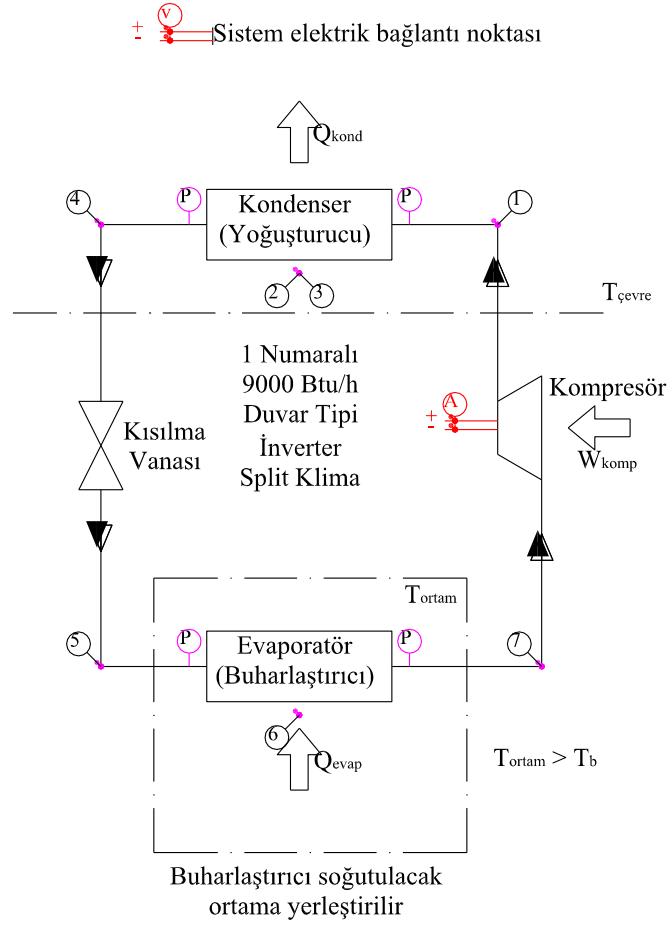 V
+
- Sistem elektrik bağlantı noktası
Qkond
4 P Kondenser P 1
(Yoğuşturucu)
2 3
Tçevre
1 Numaralı
9000 Btu/h
Duvar Tipi
İnverter
Split Klima
Kısılma
Vanası
A
+
-
Kompresör
Wkomp
Tortam
5 P Evaporatör P 7
(Buharlaştırıcı)
6
Qevap
Tortam > Tb
Buharlaştırıcı soğutulacak
ortama yerleştirilir